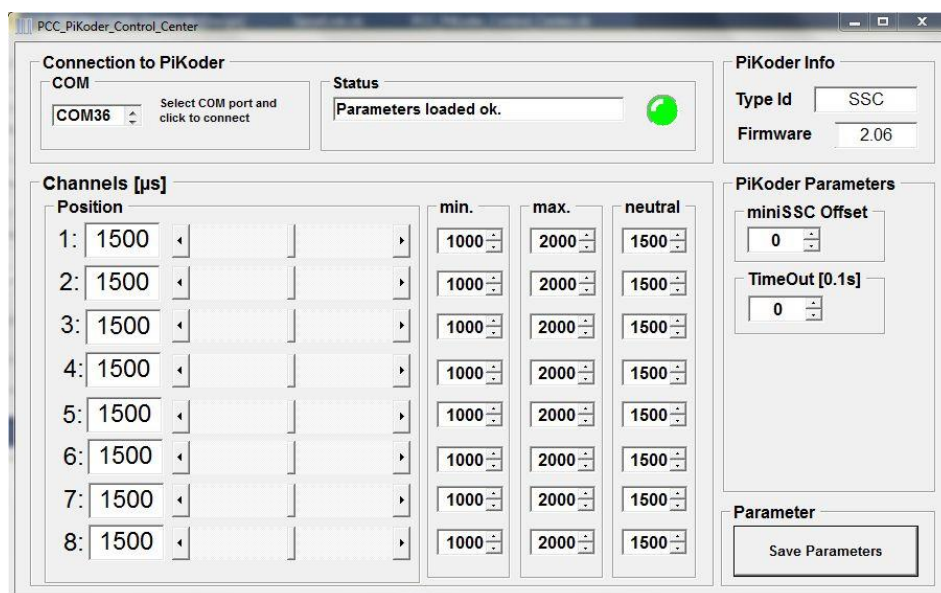 PCC_PiKoder_Control_Center
Connection to PiKoder
COM
COM36
Select COM port and
click to connect
Status
Parameters loaded ok.
PiKoder Info
Type Id SSC
Firmware 2.06
Channels [µs]
Position min. max. neutral
1: 1500 1000 2000 1500
2: 1500 1000 2000 1500
3: 1500 1000 2000 1500
4: 1500 1000 2000 1500
5: 1500 1000 2000 1500
6: 1500 1000 2000 1500
7: 1500 1000 2000 1500
8: 1500 1000 2000 1500
PiKoder Parameters
miniSSC Offset
0
TimeOut [0.1s]
0
Parameter
Save Parameters